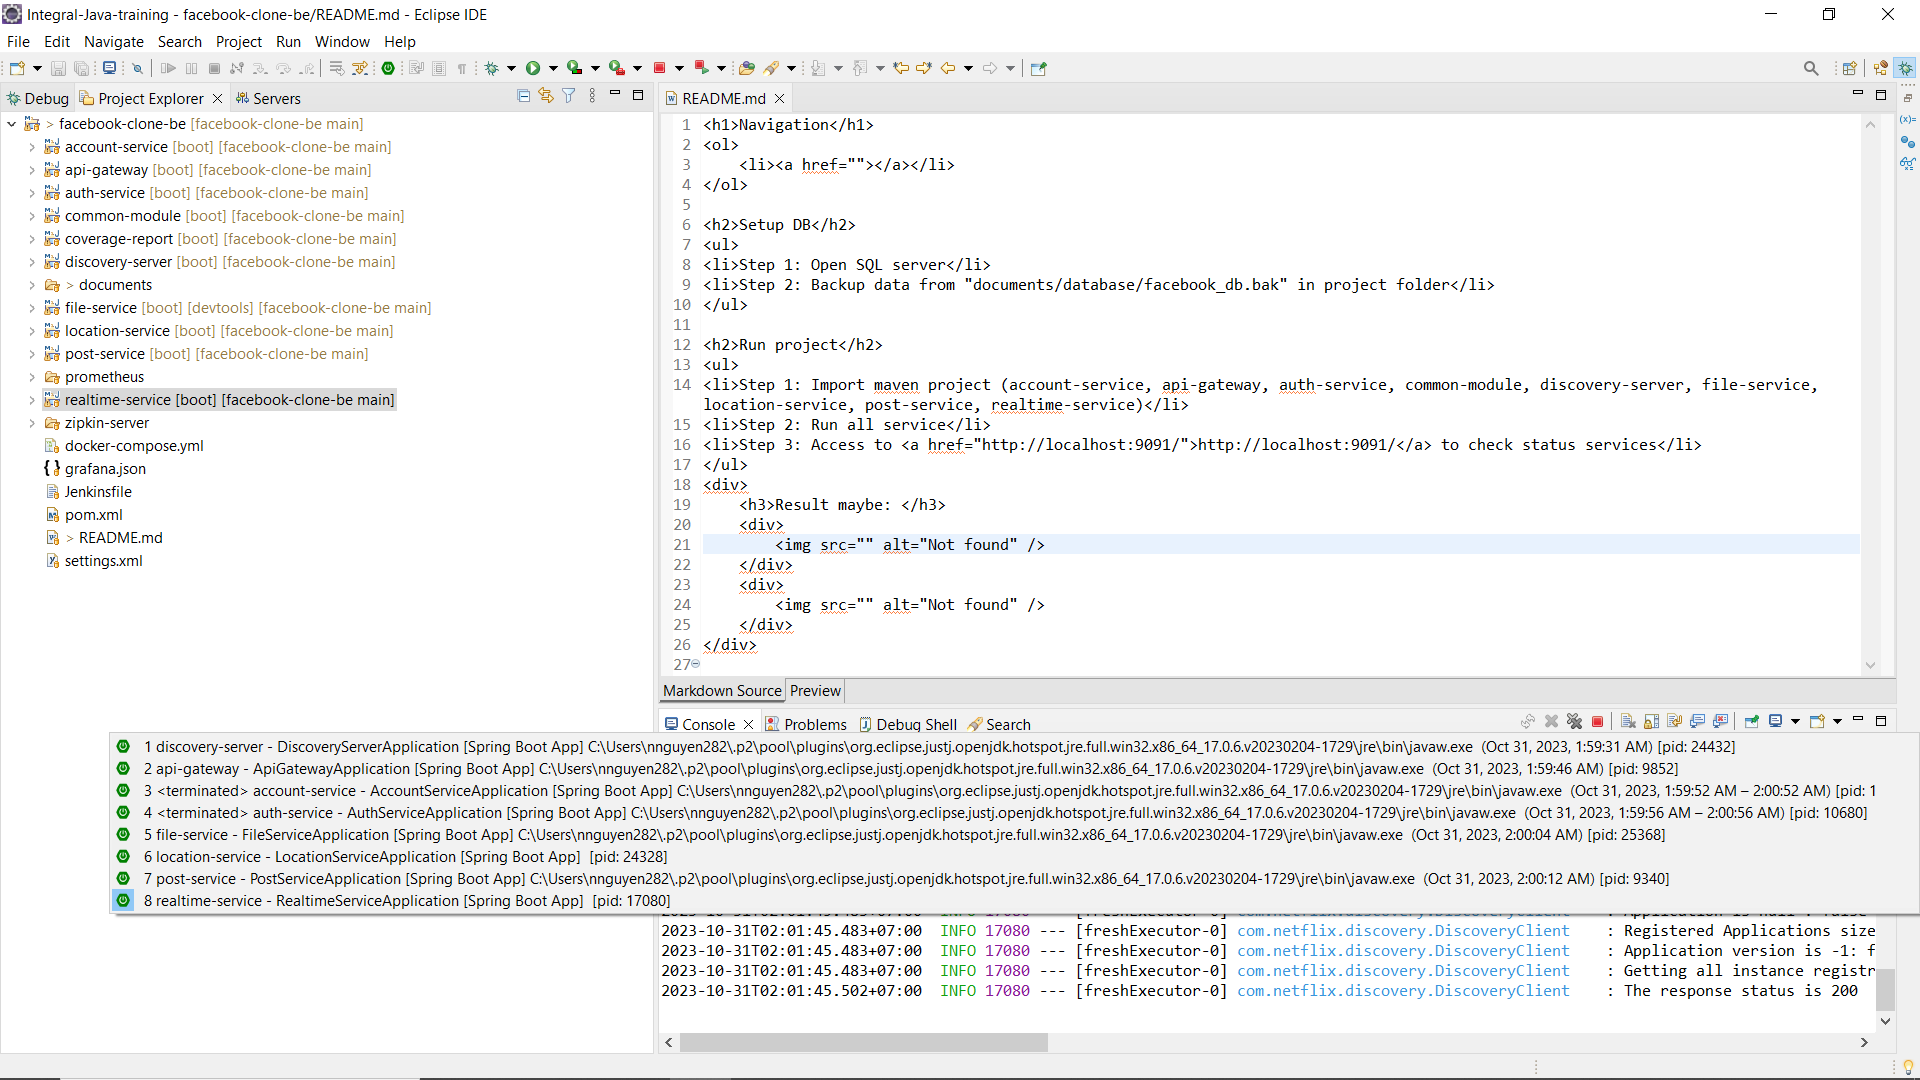 Integral-Java-training - facebook-clone-be/README.md - Eclipse IDE
File Edit Navigate Search Project Run Window Help
Debug Project Explorer Servers
> facebook-clone-be [facebook-clone-be main]
account-service [boot] [facebook-clone-be main]
api-gateway [boot] [facebook-clone-be main]
auth-service [boot] [facebook-clone-be main]
common-module [boot] [facebook-clone-be main]
coverage-report [boot] [facebook-clone-be main]
discovery-server [boot] [facebook-clone-be main]
> documents
file-service [boot] [devtools] [facebook-clone-be main]
location-service [boot] [facebook-clone-be main]
post-service [boot] [facebook-clone-be main]
prometheus
realtime-service [boot] [facebook-clone-be main]
zipkin-server
docker-compose.yml
grafana.json
Jenkinsfile
pom.xml
> README.md
settings.xml
README.md
1 <h1>Navigation</h1>
2 <ol>
3 <li><a href=""></a></li>
4 </ol>
5
6 <h2>Setup DB</h2>
7 <ul>
8 <li>Step 1: Open SQL server</li>
9 <li>Step 2: Backup data from "documents/database/facebook_db.bak" in project folder</li>
10 </ul>
11
12 <h2>Run project</h2>
13 <ul>
14 <li>Step 1: Import maven project (account-service, api-gateway, auth-service, common-module, discovery-server, file-service,
location-service, post-service, realtime-service)</li>
15 <li>Step 2: Run all service</li>
16 <li>Step 3: Access to <a href="http://localhost:9091/">http://localhost:9091/</a> to check status services</li>
17 </ul>
18 <div>
19 <h3>Result maybe: </h3>
20 <div>
21 <img src="" alt="Not found" />
22 </div>
23 <div>
24 <img src="" alt="Not found" />
25 </div>
26 </div>
27
Markdown Source Preview
Console Problems Debug Shell Search
1 discovery-server - DiscoveryServerApplication [Spring Boot App] C:\Users\nnguyen282\.p2\pool\plugins\org.eclipse.justj.openjdk.hotspot.jre.full.win32.x86_64_17.0.6.v20230204-1729\jre\bin\javaw.exe (Oct 31, 2023, 1:59:31 AM) [pid: 24432]
2 api-gateway - ApiGatewayApplication [Spring Boot App] C:\Users\nnguyen282\.p2\pool\plugins\org.eclipse.justj.openjdk.hotspot.jre.full.win32.x86_64_17.0.6.v20230204-1729\jre\bin\javaw.exe (Oct 31, 2023, 1:59:46 AM) [pid: 9852]
3 <terminated> account-service - AccountServiceApplication [Spring Boot App] C:\Users\nnguyen282\.p2\pool\plugins\org.eclipse.justj.openjdk.hotspot.jre.full.win32.x86_64_17.0.6.v20230204-1729\jre\bin\javaw.exe (Oct 31, 2023, 1:59:52 AM – 2:00:52 AM) [pid: 1
4 <terminated> auth-service - AuthServiceApplication [Spring Boot App] C:\Users\nnguyen282\.p2\pool\plugins\org.eclipse.justj.openjdk.hotspot.jre.full.win32.x86_64_17.0.6.v20230204-1729\jre\bin\javaw.exe (Oct 31, 2023, 1:59:56 AM – 2:00:56 AM) [pid: 10680]
5 file-service - FileServiceApplication [Spring Boot App] C:\Users\nnguyen282\.p2\pool\plugins\org.eclipse.justj.openjdk.hotspot.jre.full.win32.x86_64_17.0.6.v20230204-1729\jre\bin\javaw.exe (Oct 31, 2023, 2:00:04 AM) [pid: 25368]
6 location-service - LocationServiceApplication [Spring Boot App] [pid: 24328]
7 post-service - PostServiceApplication [Spring Boot App] C:\Users\nnguyen282\.p2\pool\plugins\org.eclipse.justj.openjdk.hotspot.jre.full.win32.x86_64_17.0.6.v20230204-1729\jre\bin\javaw.exe (Oct 31, 2023, 2:00:12 AM) [pid: 9340]
8 realtime-service - RealtimeServiceApplication [Spring Boot App] [pid: 17080]
2023-10-31T02:01:45.483+07:00 INFO 17080 --- [freshExecutor-0] com.netflix.discovery.DiscoveryClient : Registered Applications size
2023-10-31T02:01:45.483+07:00 INFO 17080 --- [freshExecutor-0] com.netflix.discovery.DiscoveryClient : Application version is -1: f
2023-10-31T02:01:45.483+07:00 INFO 17080 --- [freshExecutor-0] com.netflix.discovery.DiscoveryClient : Getting all instance registr
2023-10-31T02:01:45.502+07:00 INFO 17080 --- [freshExecutor-0] com.netflix.discovery.DiscoveryClient : The response status is 200